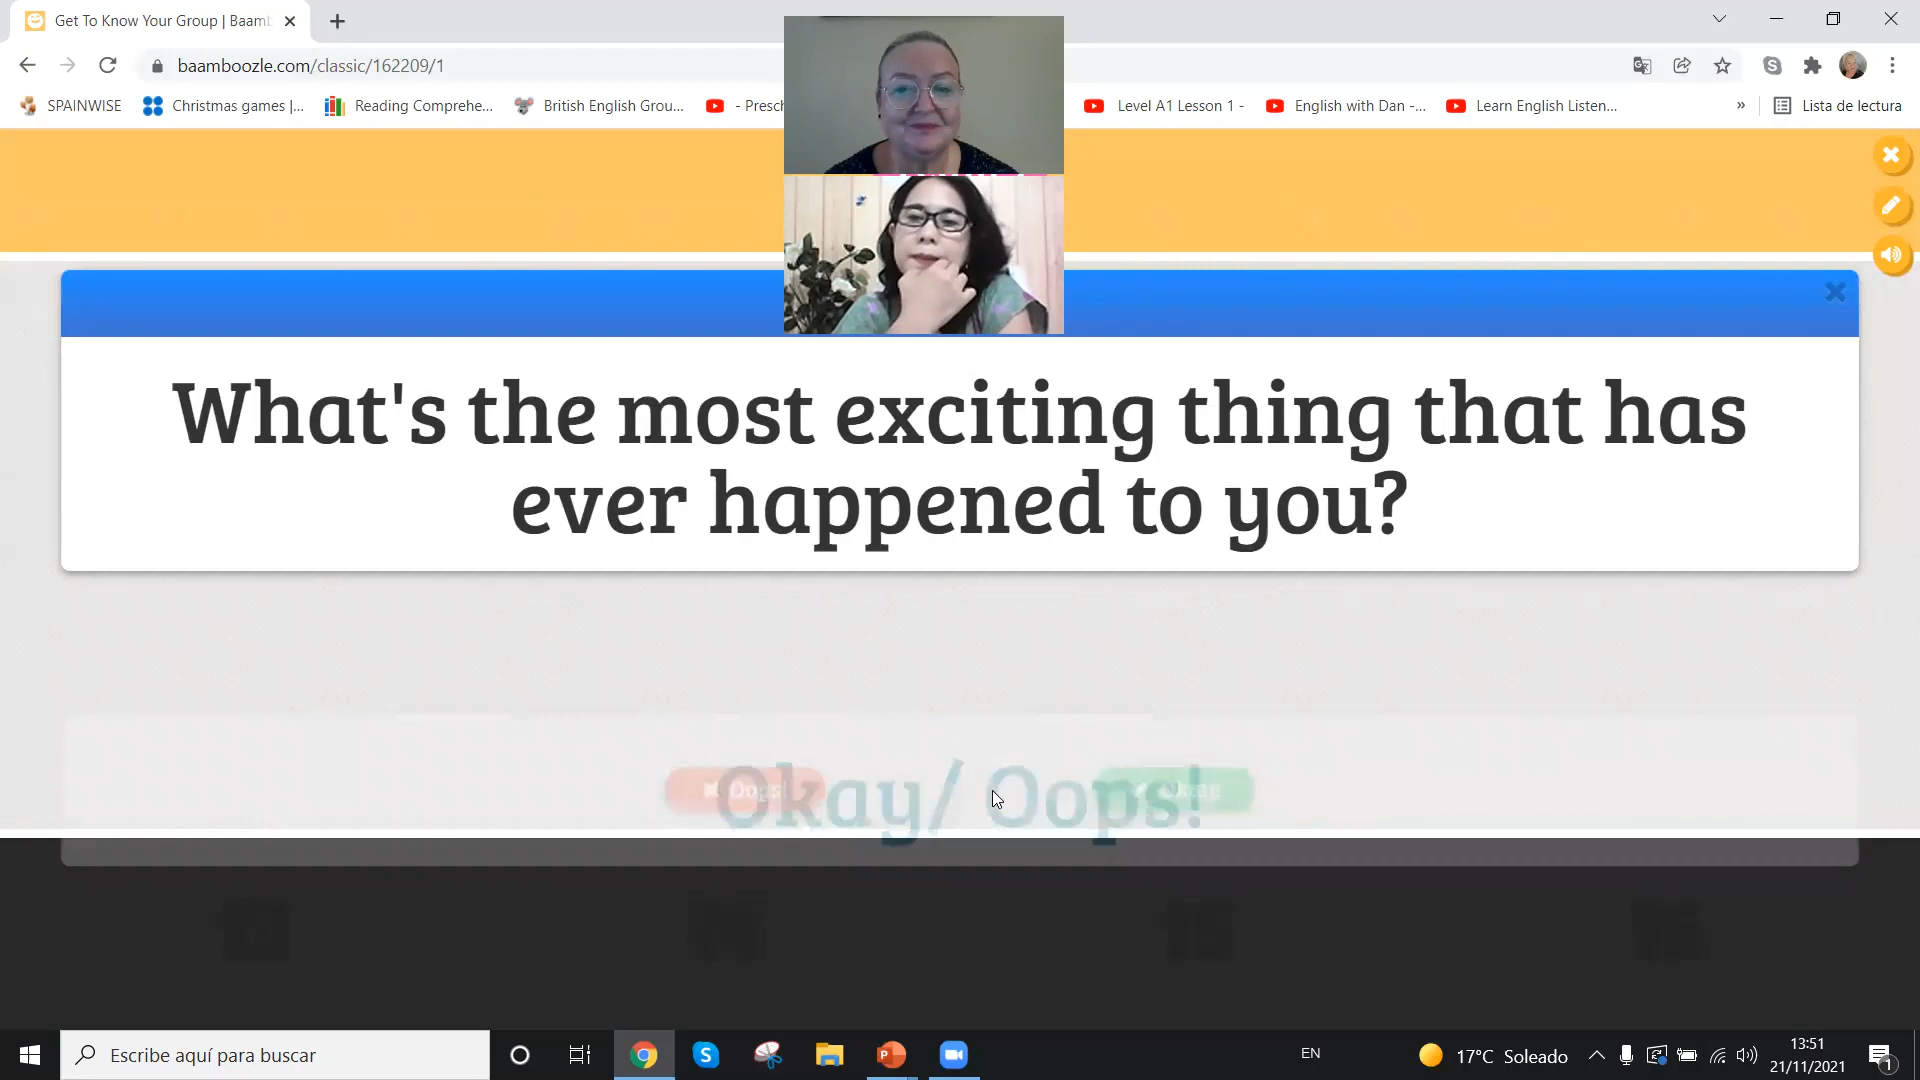 Get To Know Your Group | Baamb
baamboozle.com/classic/162209/1
SPAINWISE
Christmas games |...
Reading Comprehe...
British English Grou...
- Presch
Level A1 Lesson 1 -
English with Dan -...
Learn English Listen...
»
Lista de lectura
What's the most exciting thing that has
ever happened to you?
Oops!
Okay/ Oops!
Escribe aquí para buscar
EN
17°C Soleado
13:51
21/11/2021
1